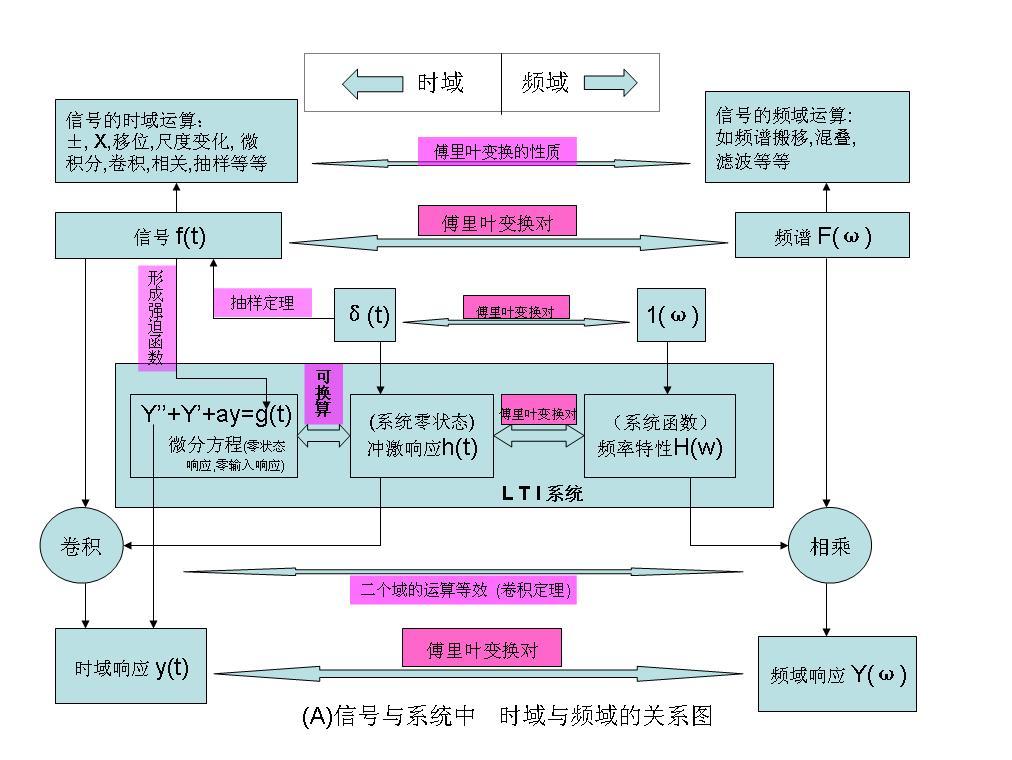 时域
频域
信号的时域运算:
±, X,移位,尺度变化, 微
积分,卷积,相关,抽样等等
傅里叶变换的性质
信号的频域运算:
如频谱搬移,混叠,
滤波等等
信号 f(t)
傅里叶变换对
频谱 F(ω)
形成强迫函数
抽样定理
δ(t)
傅里叶变换对
1(ω)
可换算
Y’’+Y’+ay=g(t)
微分方程(零状态
响应,零输入响应)
(系统零状态)
冲激响应h(t)
傅里叶变换对
(系统函数)
频率特性H(w)
L T I 系统
卷积
相乘
二个域的运算等效 (卷积定理)
时域响应 y(t)
傅里叶变换对
频域响应 Y(ω)
(A)信号与系统中 时域与频域的关系图